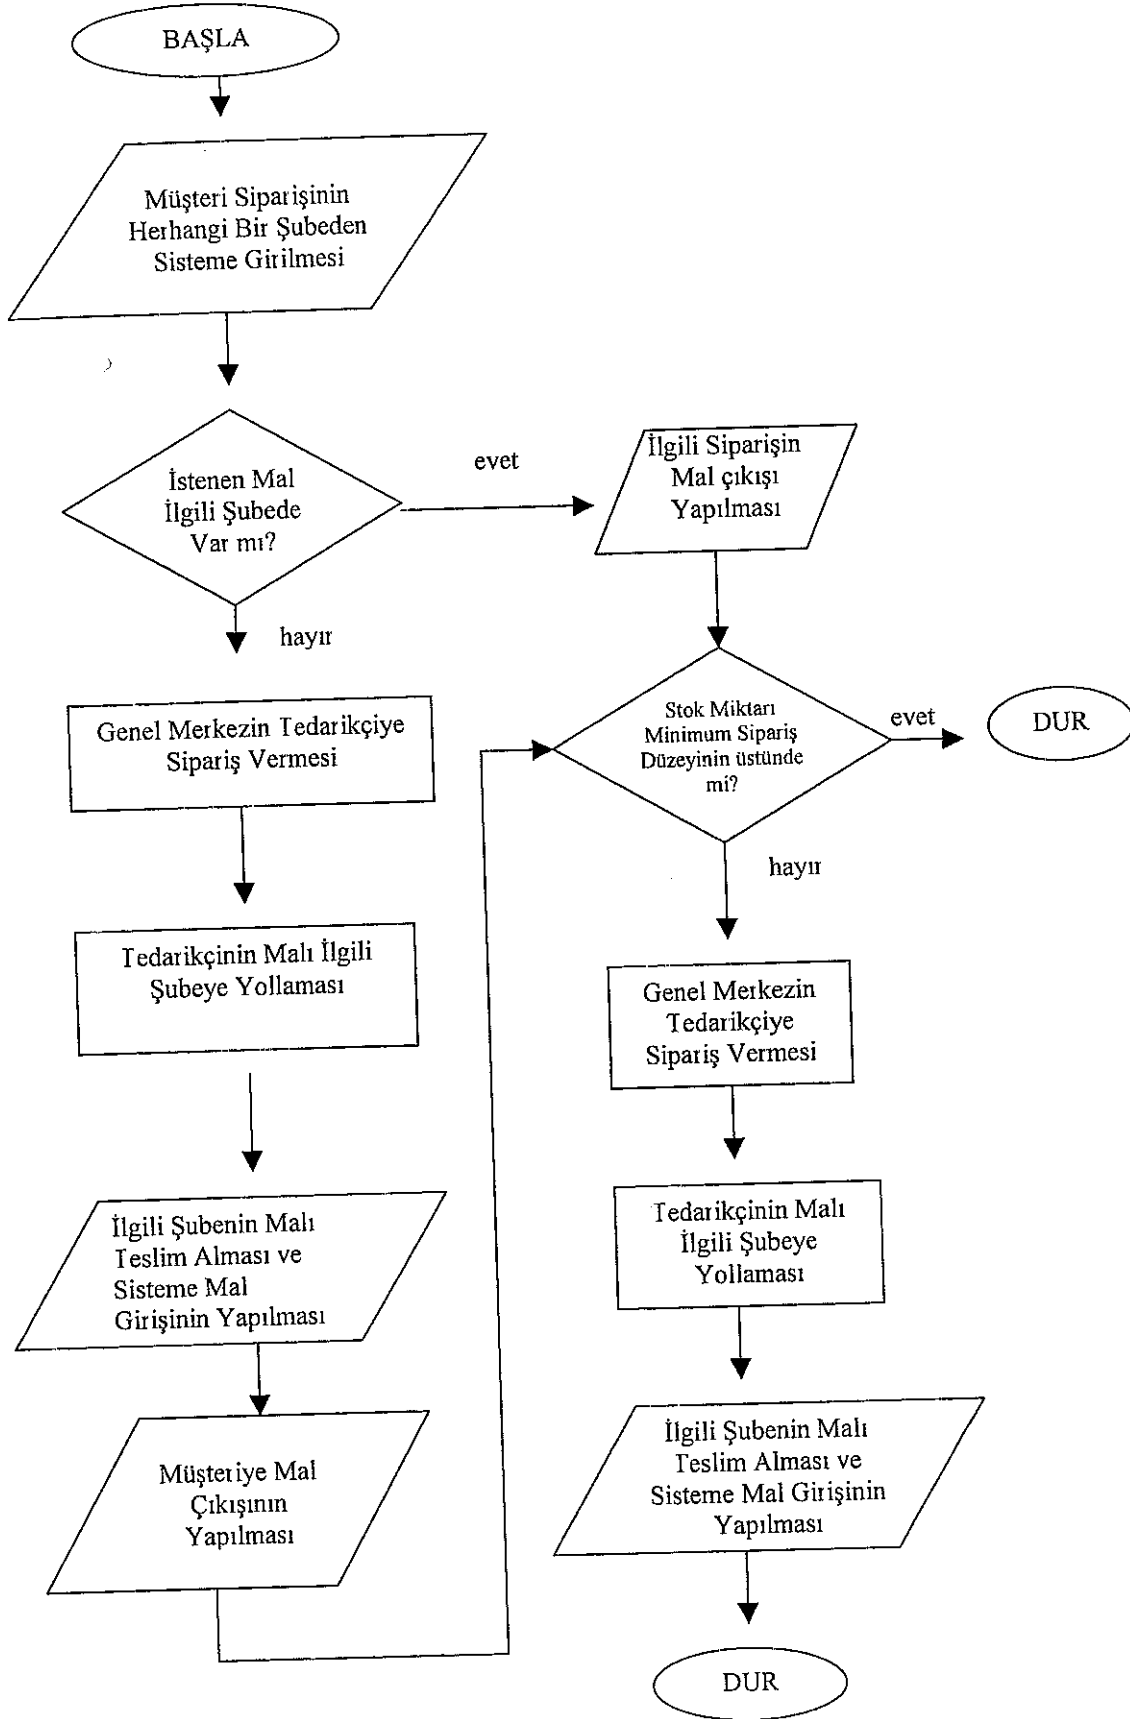 BAŞLA
Müşteri Siparişinin
Herhangi Bir Şubeden
Sisteme Girilmesi
İstenen Mal
İlgili Şubede
Var mı?
evet
İlgili Siparişin
Mal çıkışı
Yapılması
hayır
Genel Merkezin Tedarikçiye
Sipariş Vermesi
Tedarikçinin Malı İlgili
Şubeye Yollaması
İlgili Şubenin Malı
Teslim Alması ve
Sisteme Mal
Girişinin Yapılması
Müşteriye Mal
Çıkışının
Yapılması
Stok Miktarı
Minimum Sipariş
Düzeyinin üstünde
mi?
evet
DUR
hayır
Genel Merkezin
Tedarikçiye
Sipariş Vermesi
Tedarikçinin Malı
İlgili Şubeye
Yollaması
İlgili Şubenin Malı
Teslim Alması ve
Sisteme Mal Girişinin
Yapılması
DUR